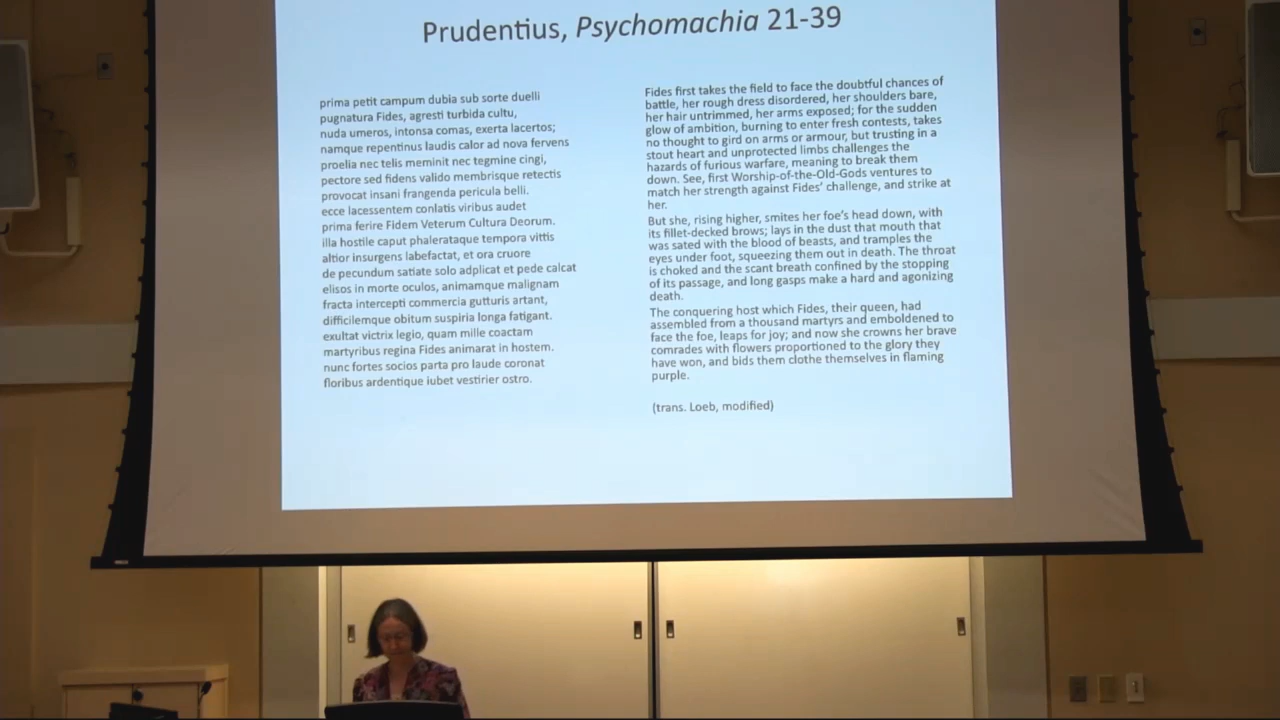 Prudentius, Psychomachia 21-39
prima petit campum dubia sub sorte duelli
pugnatura Fides, agresti turbida cultu,
nuda umeros, intonsa comas, exerta lacertos;
namque repentinus laudis calor ad nova fervens
proelia nec telis meminit nec tegmine cingi,
pectore sed fidens valido membrisque retectis
provocat insani frangenda pericula belli.
ecce lacessentem conlatis viribus audet
prima ferire Fidem Veterum Cultura Deorum.
illa hostile caput phalerataque tempora vittis
altior insurgens labefactat, et ora cruore
de pecundum satiate solo adplicat et pede calcat
elisos in morte oculos, animamque malignam
fracta intercepti commercia gutturis artant,
difficilemque obitum suspiria longa fatigant.
exultat victrix legio, quam mille coactam
martyribus regina Fides animarat in hostem.
nunc fortes socios parta pro laude coronat
floribus ardentique iubet vestirier ostro.
Fides first takes the field to face the doubtful chances of
battle, her rough dress disordered, her shoulders bare,
her hair untrimmed, her arms exposed; for the sudden
glow of ambition, burning to enter fresh contests, takes
no thought to gird on arms or armour, but trusting in a
stout heart and unprotected limbs challenges the
hazards of furious warfare, meaning to break them
down. See, first Worship-of-the-Old-Gods ventures to
match her strength against Fides' challenge, and strike at
her.
But she, rising higher, smites her foe's head down, with
its fillet-decked brows; lays in the dust that mouth that
was sated with the blood of beasts, and tramples the
eyes under foot, squeezing them out in death. The throat
is choked and the scant breath confined by the stopping
of its passage, and long gasps make a hard and agonizing
death.
The conquering host which Fides, their queen, had
assembled from a thousand martyrs and emboldened to
face the foe, leaps for joy; and now she crowns her brave
comrades with flowers proportioned to the glory they
have won, and bids them clothe themselves in flaming
purple.
(trans. Loeb, modified)